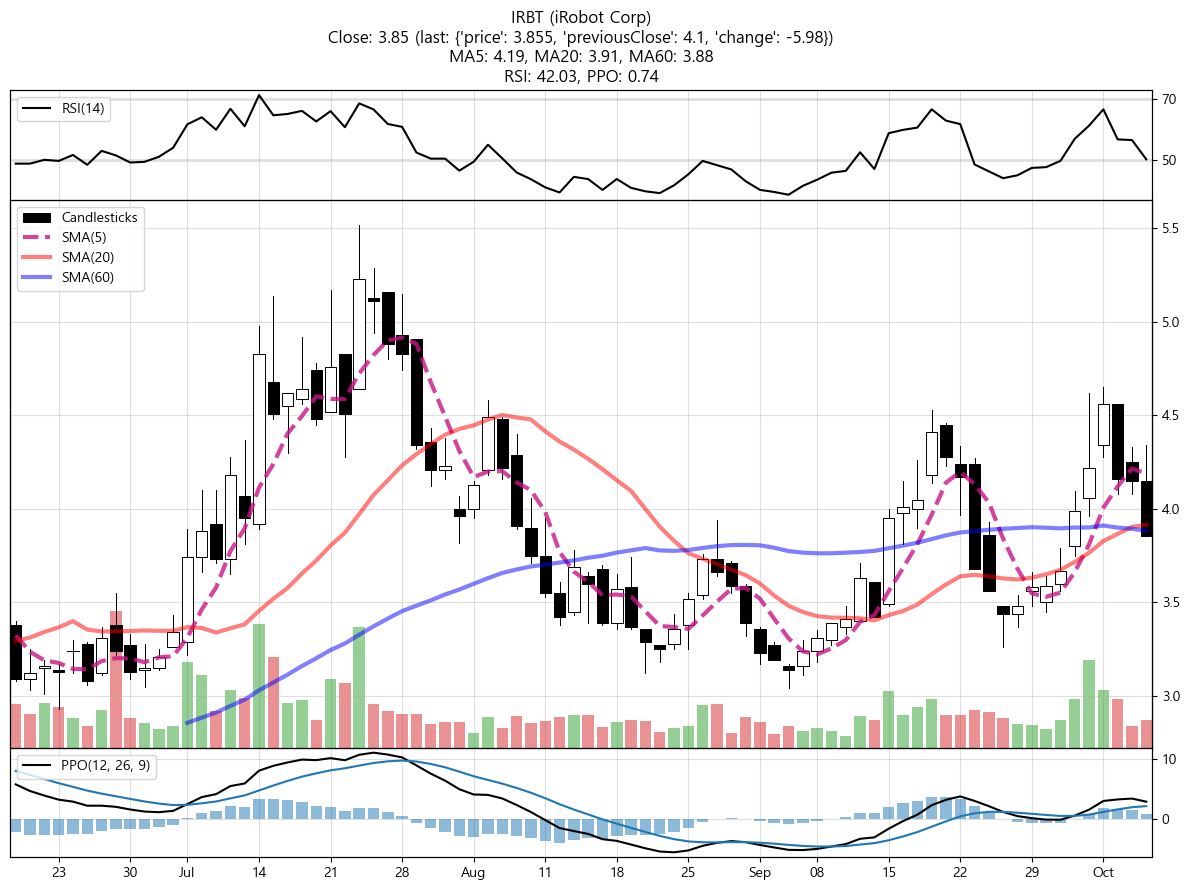 IRBT (iRobot Corp)
Close: 3.85 (last: {'price': 3.855, 'previousClose': 4.1, 'change': -5.98})
MA5: 4.19, MA20: 3.91, MA60: 3.88
RSI: 42.03, PPO: 0.74
RSI(14)
70
50
Candlesticks
SMA(5)
SMA(20)
SMA(60)
5.5
5.0
4.5
4.0
3.5
3.0
PPO(12, 26, 9)
10
0
23 30 Jul 14 21 28 Aug 11 18 25 Sep 08 15 22 29 Oct